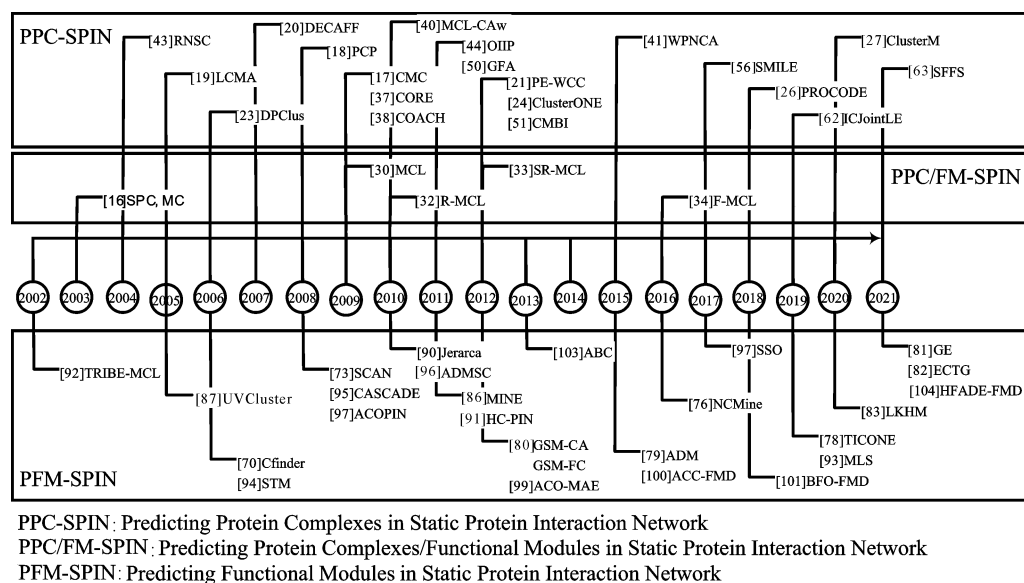 PPC-SPIN
[43]RNSC
[19]LCMA
[23]DPClus
[20]DECAFF
[18]PCP
[17]CMC
[37]CORE
[38]COACH
[40]MCL-CAw
[44]OIIP
[50]GFA
[21]PE-WCC
[24]ClusterONE
[51]CMBI
[41]WPNCA
[56]SMILE
[26]PROCODE
[62]ICJointLE
[27]ClusterM
[63]SFFS
PPC/FM-SPIN
[16]SPC, MC
[30]MCL
[32]R-MCL
[33]SR-MCL
[34]F-MCL
2002 2003 2004 2005 2006 2007 2008 2009 2010 2011 2012 2013 2014 2015 2016 2017 2018 2019 2020 2021
[92]TRIBE-MCL
[87]UVCluster
[70]Cfinder
[94]STM
[73]SCAN
[95]CASCADE
[97]ACOPIN
[90]Jerarca
[96]ADMSC
[86]MINE
[91]HC-PIN
[80]GSM-CA
GSM-FC
[99]ACO-MAE
[103]ABC
[79]ADM
[100]ACC-FMD
[76]NCMine
[97]SSO
[101]BFO-FMD
[78]TICONE
[93]MLS
[83]LKHM
[81]GE
[82]ECTG
[104]HFADE-FMD
PFM-SPIN
PPC-SPIN: Predicting Protein Complexes in Static Protein Interaction Network
PPC/FM-SPIN: Predicting Protein Complexes/Functional Modules in Static Protein Interaction Network
PFM-SPIN: Predicting Functional Modules in Static Protein Interaction Network